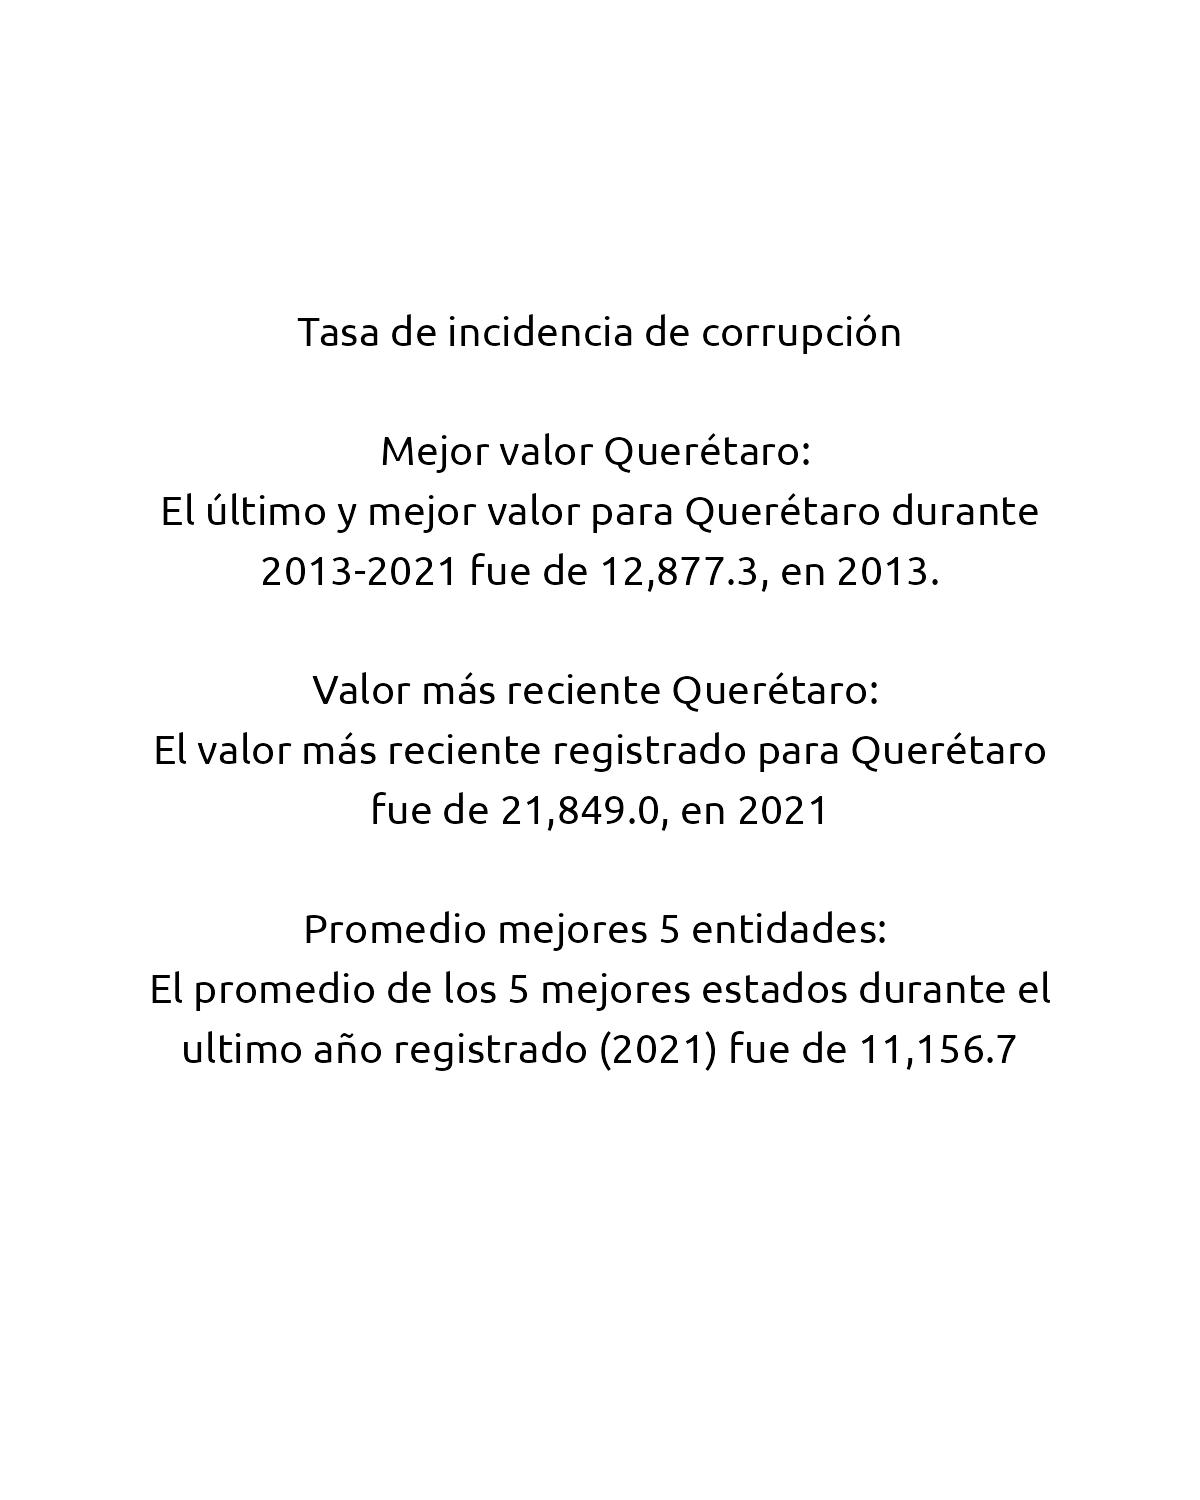 Tasa de incidencia de corrupción
Mejor valor Querétaro:
El último y mejor valor para Querétaro durante
2013-2021 fue de 12,877.3, en 2013.
Valor más reciente Querétaro:
El valor más reciente registrado para Querétaro
fue de 21,849.0, en 2021
Promedio mejores 5 entidades:
El promedio de los 5 mejores estados durante el
ultimo año registrado (2021) fue de 11,156.7